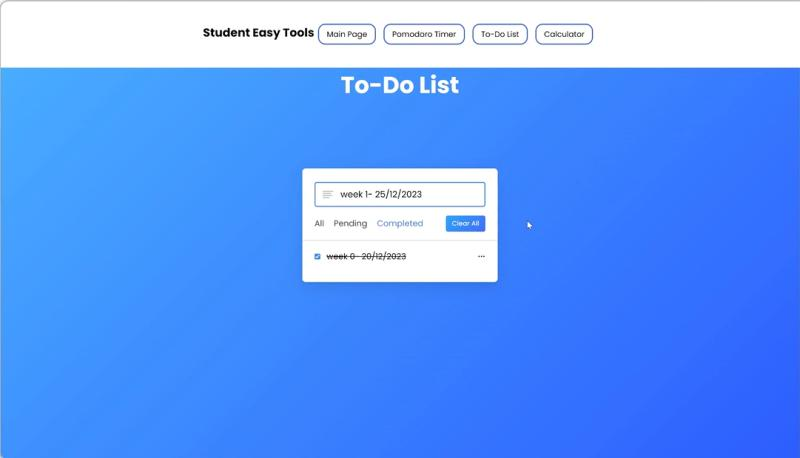 Student Easy Tools Main Page Pomodoro Timer To-Do List Calculator
To-Do List
week 1- 25/12/2023
All Pending Completed Clear All
week 0- 20/12/2023